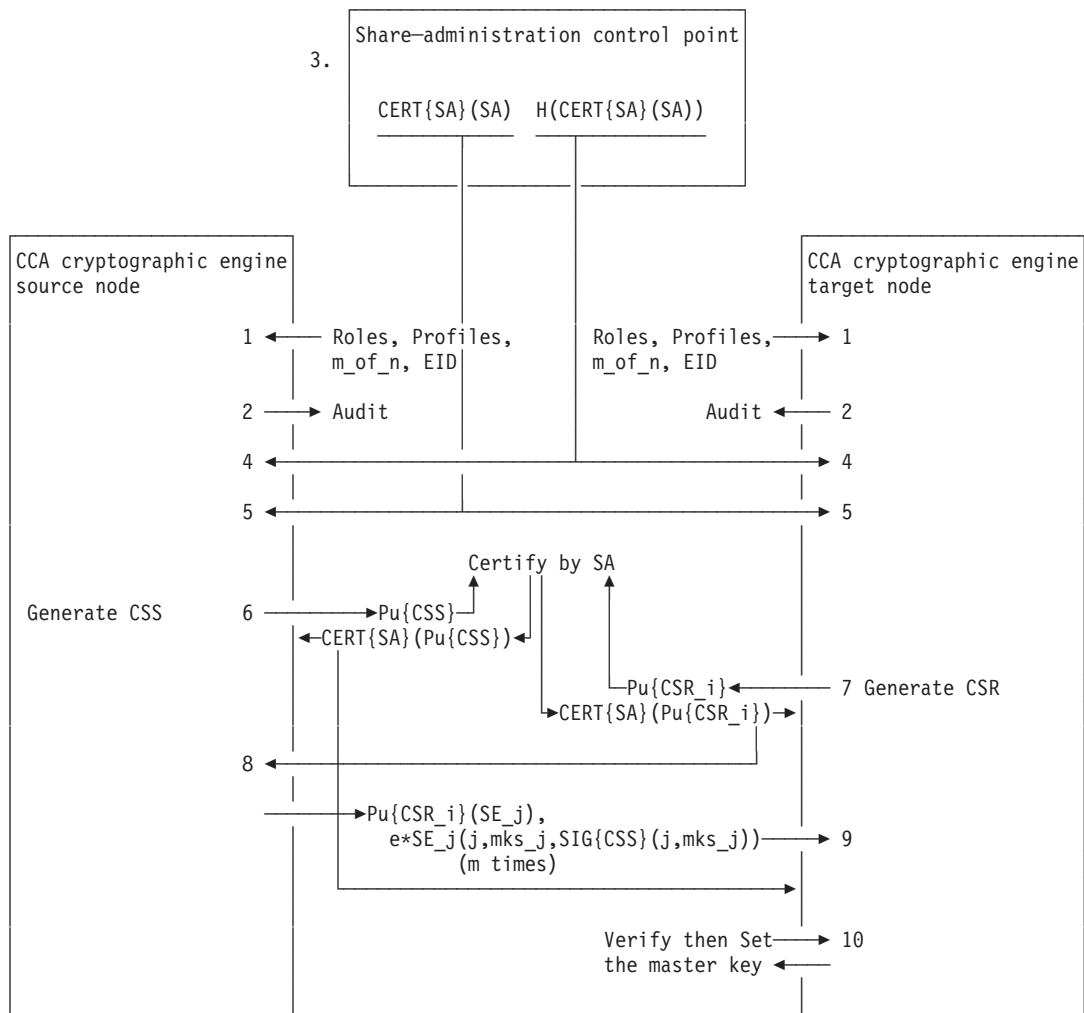 Share—administration control point
3.
CERT{SA}(SA) H(CERT{SA}(SA))
CCA cryptographic engine
source node
CCA cryptographic engine
target node
1 Roles, Profiles,
m_of_n, EID
Roles, Profiles, 1
m_of_n, EID
2 Audit
Audit 2
4 4
5 5
Certify by SA
Generate CSS 6 Pu{CSS}
CERT{SA}(Pu{CSS})
Pu{CSR_i} 7 Generate CSR
CERT{SA}(Pu{CSR_i})
8
Pu{CSR_i}(SE_j),
e*SE_j(j,mks_j,SIG{CSS}(j,mks_j)) 9
(m times)
Verify then Set 10
the master key